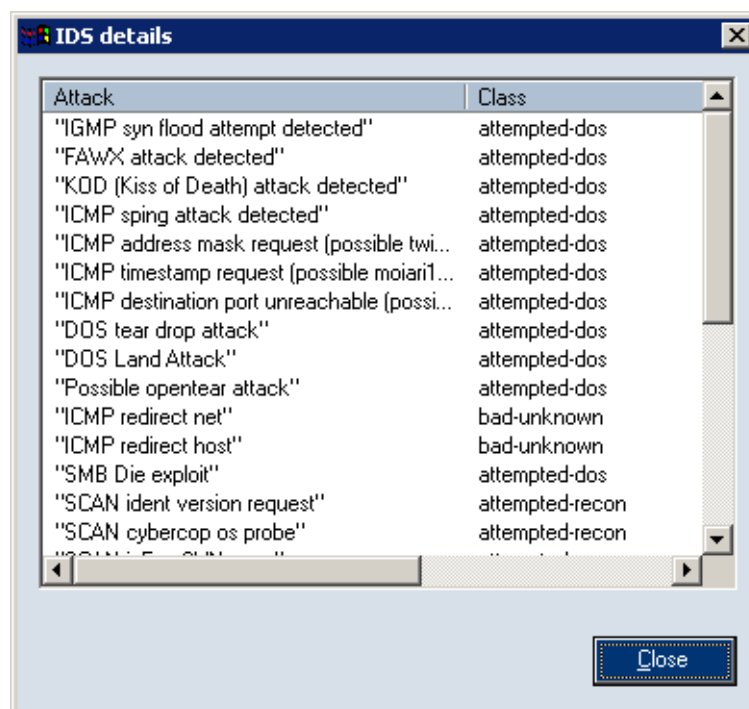 IDS details
Attack Class
"IGMP syn flood attempt detected" attempted-dos
"FAWX attack detected" attempted-dos
"KOD (Kiss of Death) attack detected" attempted-dos
"ICMP sping attack detected" attempted-dos
"ICMP address mask request (possible twi... attempted-dos
"ICMP timestamp request (possible moiari1... attempted-dos
"ICMP destination port unreachable (possi... attempted-dos
"DOS tear drop attack" attempted-dos
"DOS Land Attack" attempted-dos
"Possible opentear attack" attempted-dos
"ICMP redirect net" bad-unknown
"ICMP redirect host" bad-unknown
"SMB Die exploit" attempted-dos
"SCAN ident version request" attempted-recon
"SCAN cybercop os probe" attempted-recon
Close